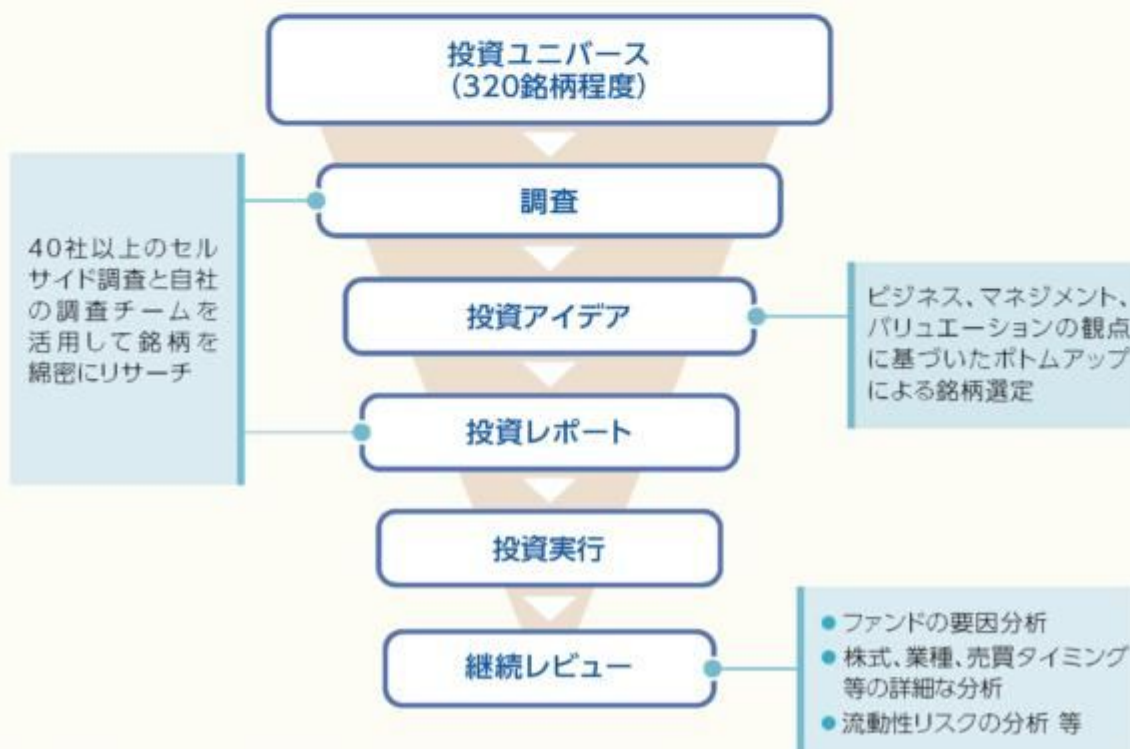 投資ユニバース
(320銘柄程度)
調査
40社以上のセル
サイド調査と自社
の調査チームを
活用して銘柄を
綿密にリサーチ
投資アイデア
ビジネス、マネジメント、
バリュエーションの観点
に基づいたボトムアップ
による銘柄選定
投資レポート
投資実行
継続レビュー
● ファンドの要因分析
● 株式、業種、売買タイミング
等の詳細な分析
● 流動性リスクの分析 等